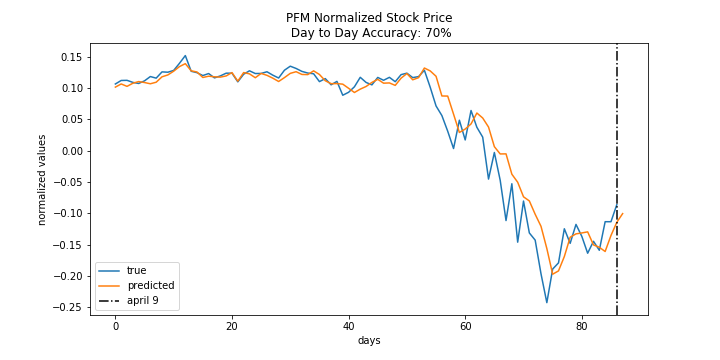 PFM Normalized Stock Price
Day to Day Accuracy: 70%
0.15
0.10
0.05
0.00
−0.05
−0.10
−0.15
−0.20
−0.25
normalized values
true
predicted
april 9
0 20 40 60 80
days